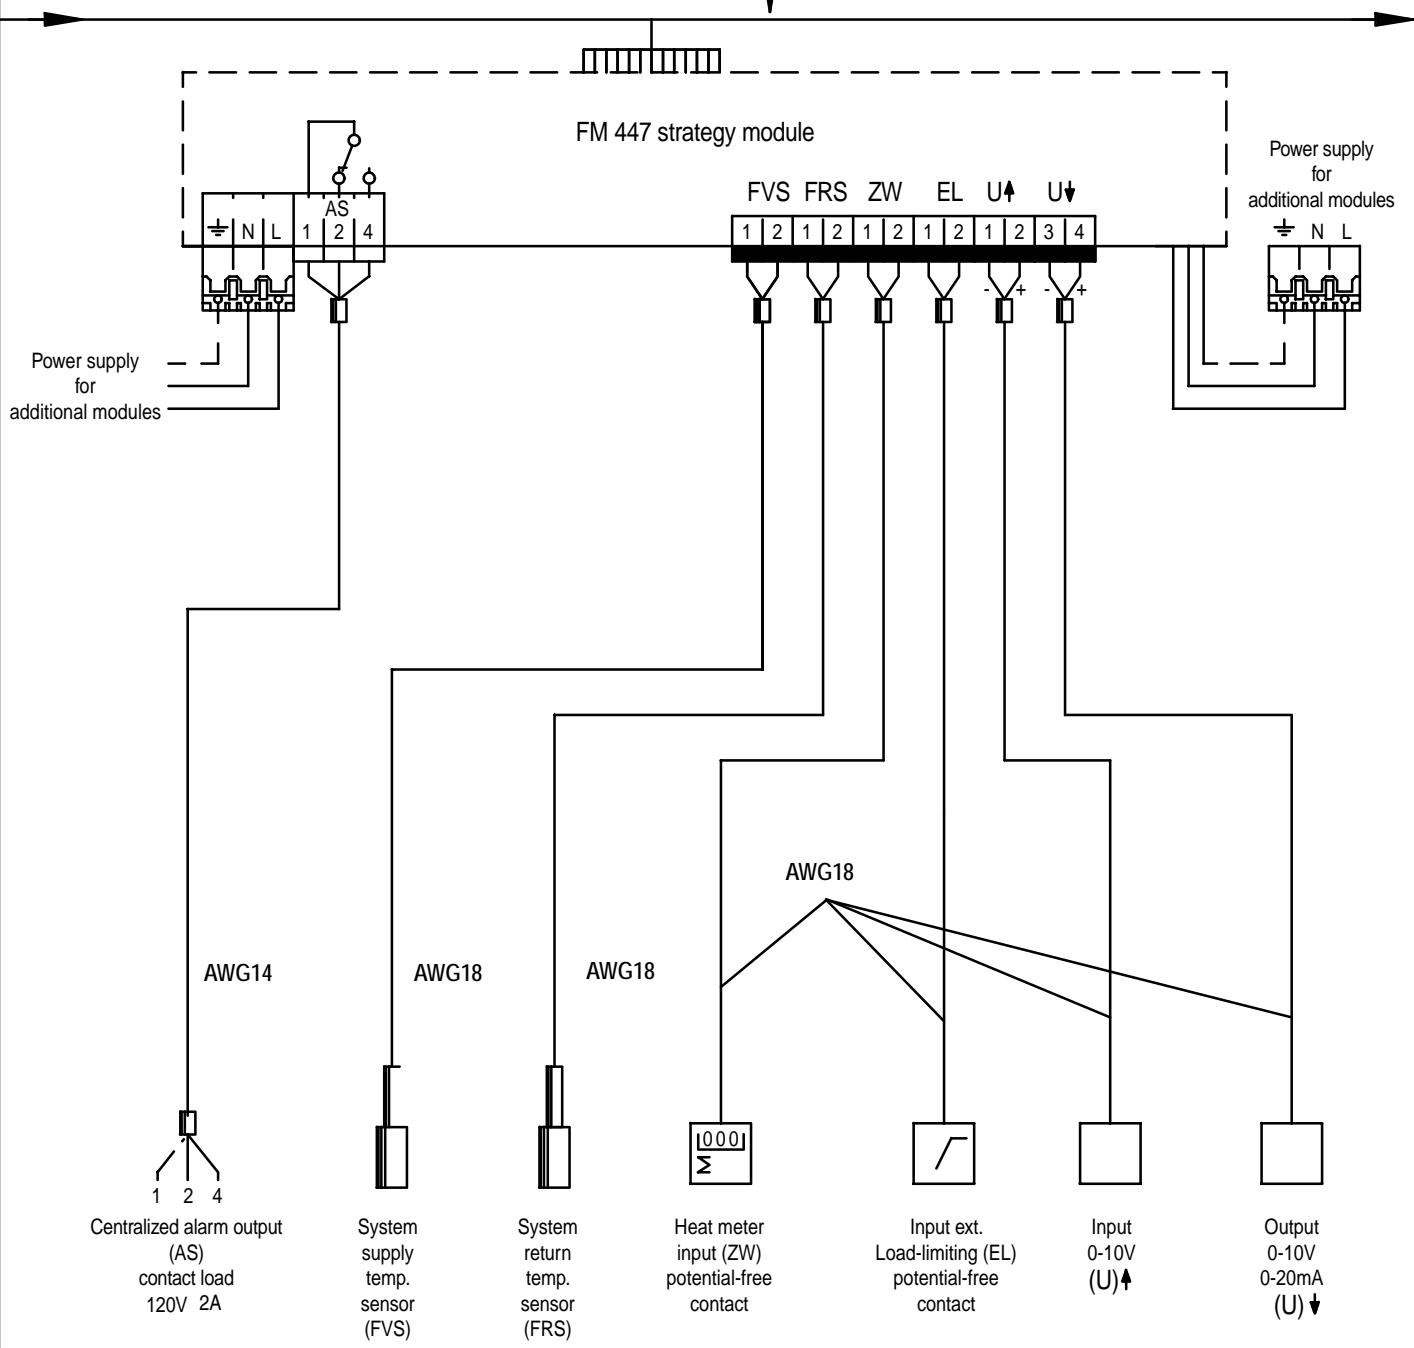 FM 447 strategy module
Power supply
for
additional modules
N L
AS
N L 1 2 4
FVS FRS ZW EL U U
1 2 1 2 1 2 1 2 1 2 3 4
- + - +
Power supply
for
additional modules
AWG18
AWG14
AWG18
AWG18
000
M
1 2 4
Centralized alarm output
(AS)
contact load
120V 2A
System
supply
temp.
sensor
(FVS)
System
return
temp.
sensor
(FRS)
Heat meter
input (ZW)
potential-free
contact
Input ext.
Load-limiting (EL)
potential-free
contact
Input
0-10V
(U)
Output
0-10V
0-20mA
(U)